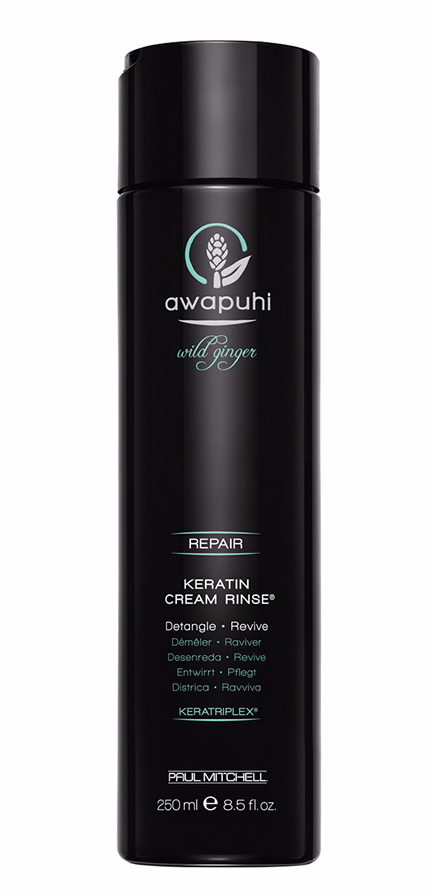 awapuhi
wild ginger
REPAIR
KERATIN
CREAM RINSE®
Detangle • Revive
Démêler • Raviver
Desenreda • Revive
Entwirrt • Pflegt
Districa • Ravviva
KERATRIPLEX®
PAUL MITCHELL
250 ml ℮ 8.5 fl. oz.